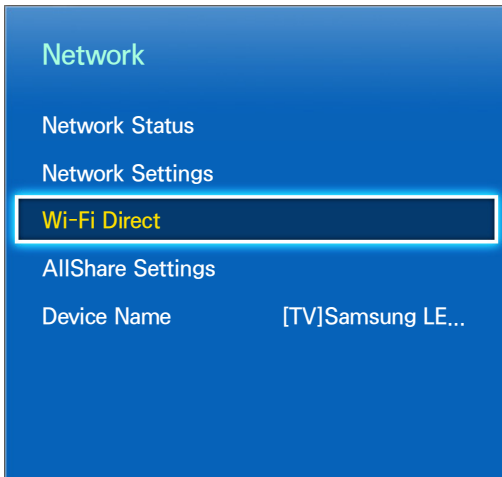 Network
Network Status
Network Settings
Wi-Fi Direct
AllShare Settings
Device Name [TV]Samsung LE...